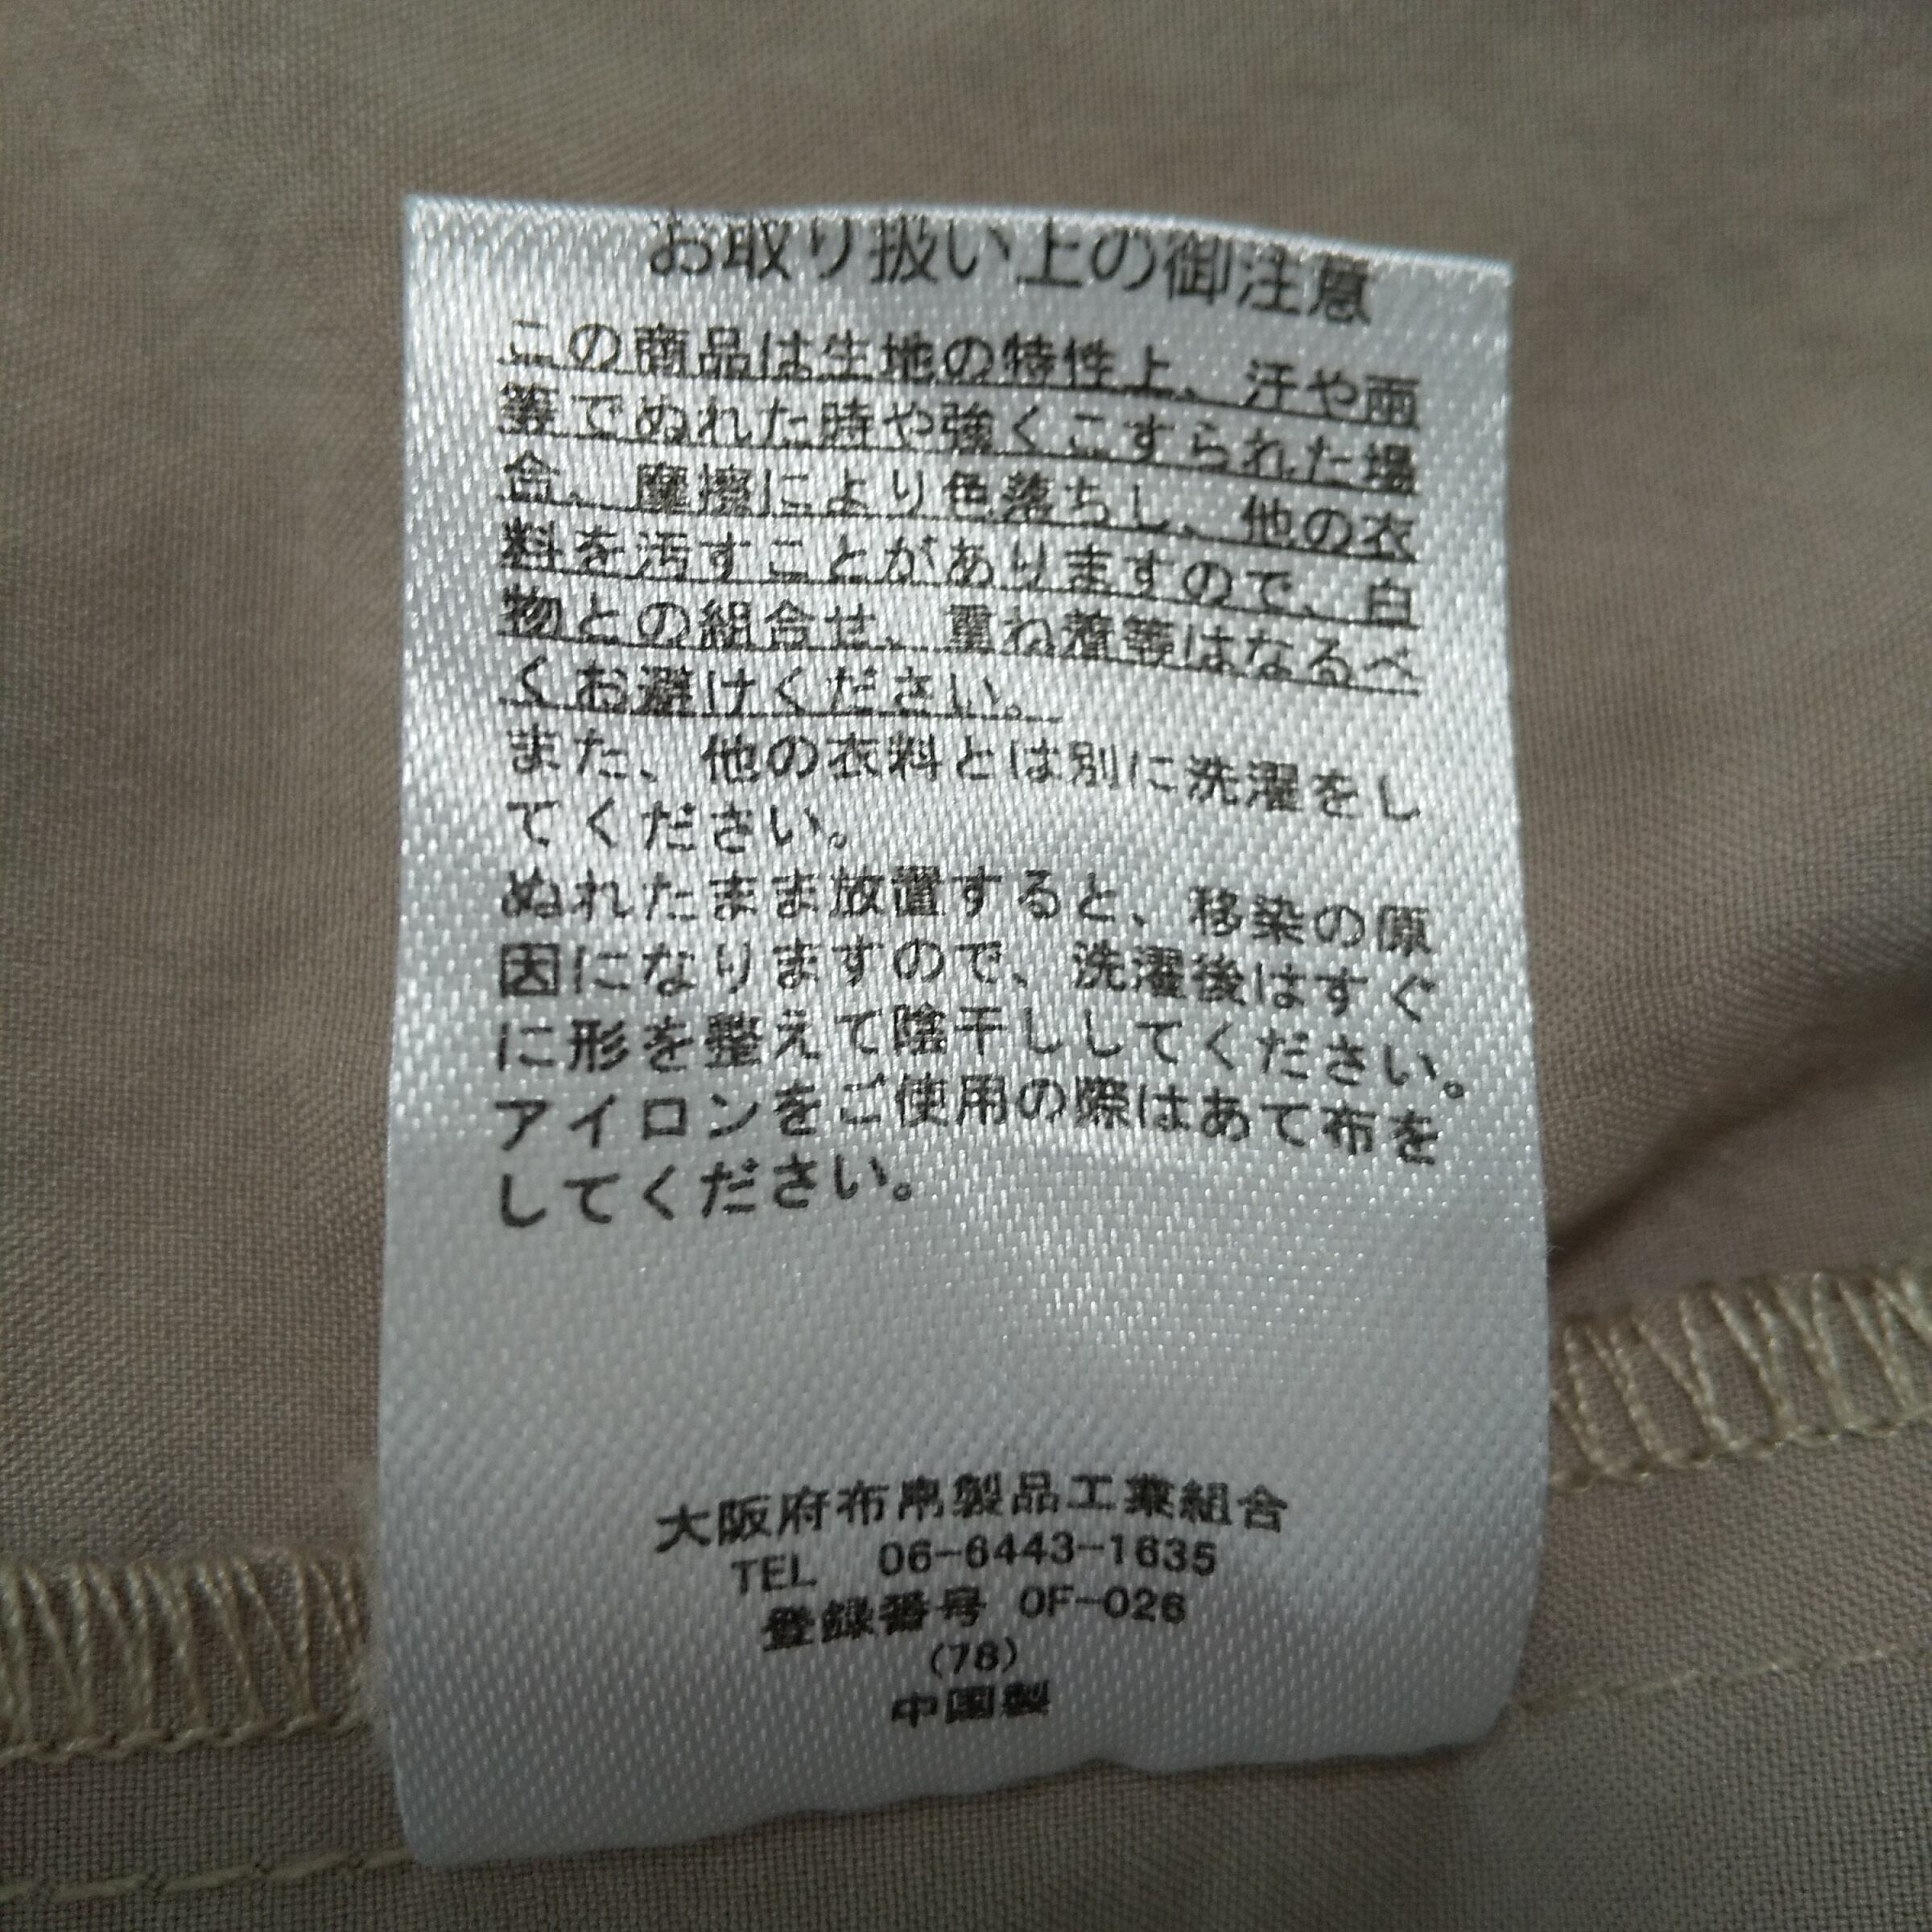 お取り扱い上の御注意
この商品は生地の特性上、汗や雨
等でぬれた時や強くこすられた場
合、摩擦により色落ちし、他の衣
料を汚すことがありますので、白
物との組合せ、重ね着等はなるべ
くお避けください。
また、他の衣料とは別に洗濯をし
てください。
ぬれたまま放置すると、移染の原
因になりますので、洗濯後はすぐ
に形を整えて陰干ししてください。
アイロンをご使用の際はあて布を
してください。
大阪府布帛製品工業組合
TEL 06-6443-1635
登録番号 OF-026
(78)
中国製